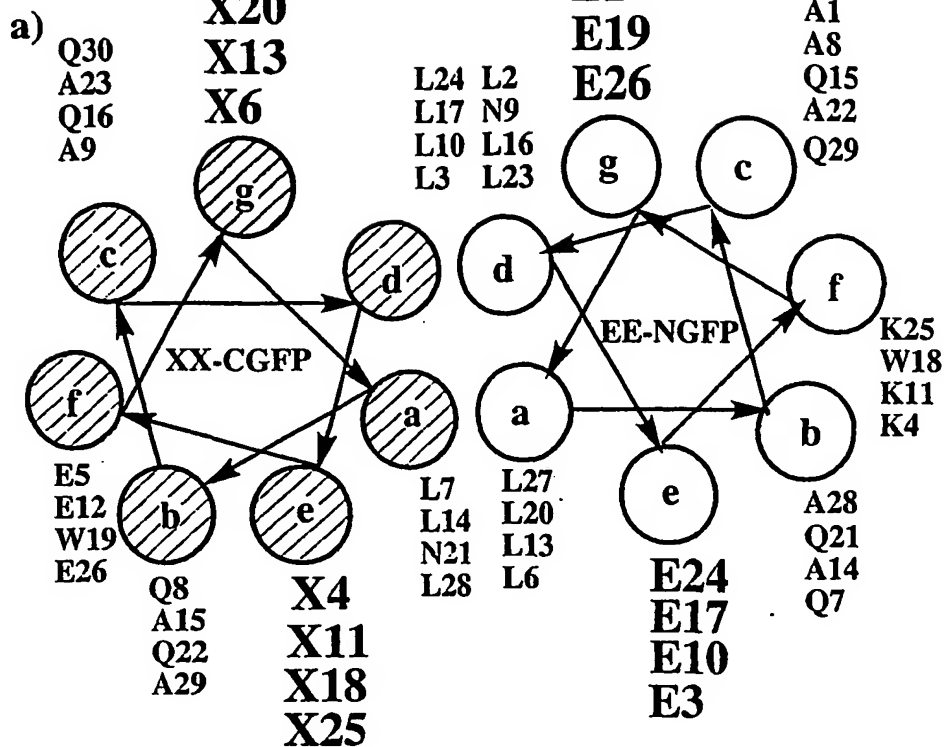 a)
X20
X13
X6
Q30
A23
Q16
A9
g
c
d
XX-CGFP
f
a
b
e
E5
E12
W19
E26
Q8
A15
Q22
A29
X4
X11
X18
X25
L7
L14
N21
L28
L24 L2
L17 N9
L10 L16
L3 L23
E19
E26
A1
A8
Q15
A22
Q29
g
c
d
f
EE-NGFP
a
b
e
K25
W18
K11
K4
L27
L20
L13
L6
A28
Q21
A14
Q7
E24
E17
E10
E3